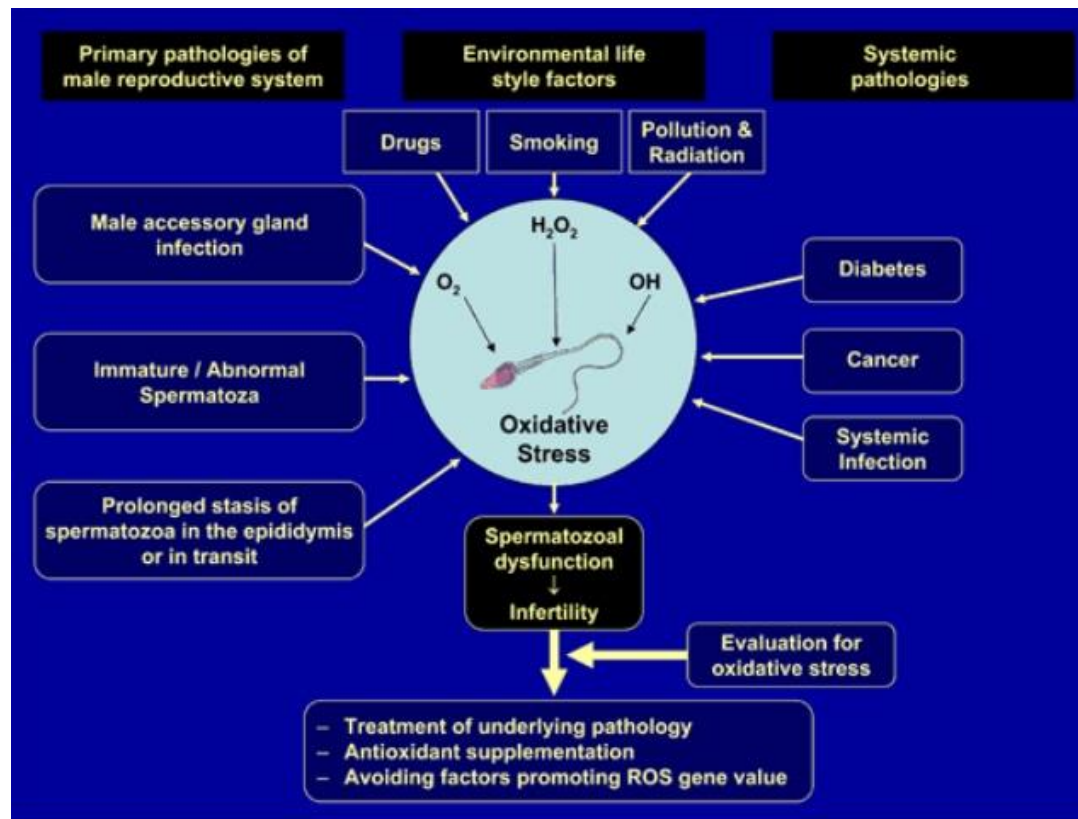 Primary pathologies of
male reproductive system
Environmental life
style factors
Systemic
pathologies
Drugs
Smoking
Pollution &
Radiation
Male accessory gland
infection
Immature / Abnormal
Spermatoza
Prolonged stasis of
spermatozoa in the epididymis
or in transit
H₂O₂
O₂
OH
Oxidative
Stress
Diabetes
Cancer
Systemic
Infection
Spermatozoal
dysfunction
↓
Infertility
Evaluation for
oxidative stress
– Treatment of underlying pathology
– Antioxidant supplementation
– Avoiding factors promoting ROS gene value